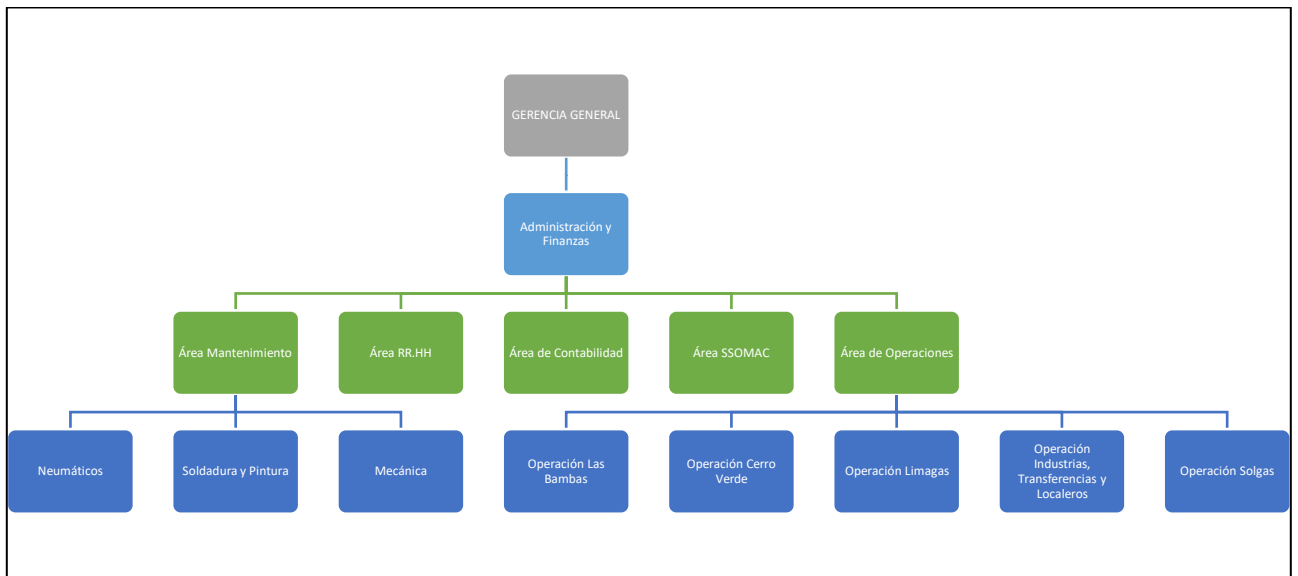 GERENCIA GENERAL
Administración y
Finanzas
Área Mantenimiento
Área RR.HH
Área de Contabilidad
Área SSOMAC
Área de Operaciones
Neumáticos
Soldadura y Pintura
Mecánica
Operación Las
Bambas
Operación Cerro
Verde
Operación Limagas
Operación
Industrias,
Transferencias y
Localeros
Operación Solgas